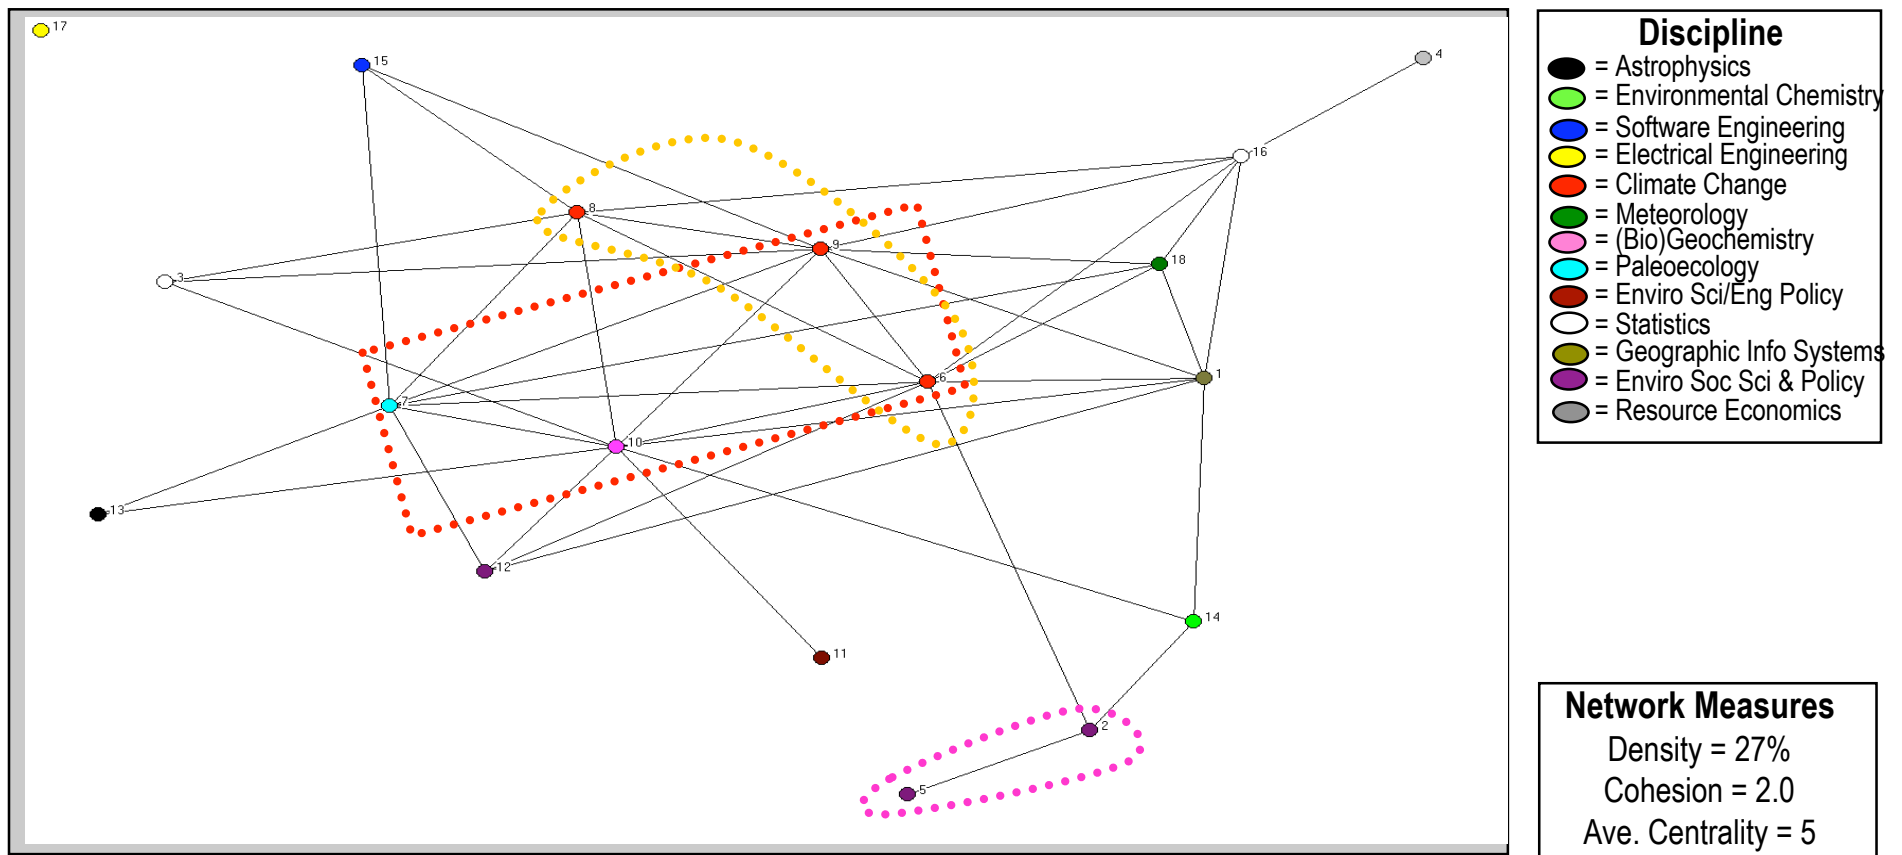 17
15
4
16
8
9
18
3
6
1
7
10
13
12
14
11
2
5
Discipline
= Astrophysics
= Environmental Chemistry
= Software Engineering
= Electrical Engineering
= Climate Change
= Meteorology
= (Bio)Geochemistry
= Paleoecology
= Enviro Sci/Eng Policy
= Statistics
= Geographic Info Systems
= Enviro Soc Sci & Policy
= Resource Economics
Network Measures
Density = 27%
Cohesion = 2.0
Ave. Centrality = 5